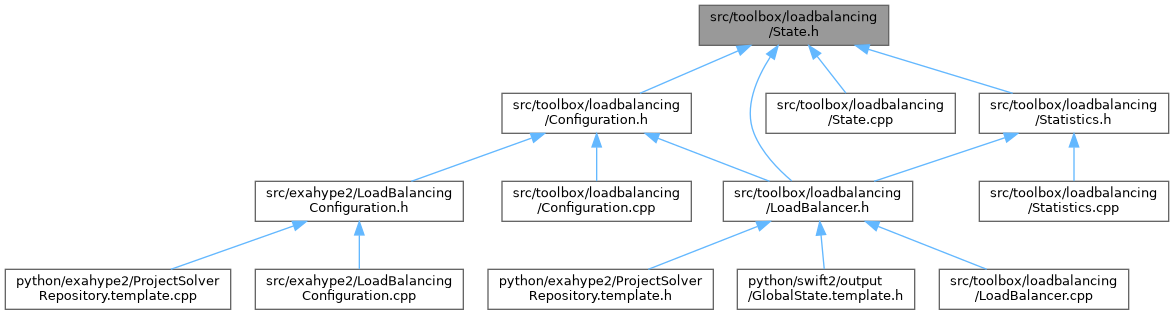 src/toolbox/loadbalancing
/State.h
src/toolbox/loadbalancing
/Configuration.h
src/toolbox/loadbalancing
/State.cpp
src/toolbox/loadbalancing
/Statistics.h
src/exahype2/LoadBalancing
Configuration.h
src/toolbox/loadbalancing
/Configuration.cpp
src/toolbox/loadbalancing
/LoadBalancer.h
src/toolbox/loadbalancing
/Statistics.cpp
python/exahype2/ProjectSolver
Repository.template.cpp
src/exahype2/LoadBalancing
Configuration.cpp
python/exahype2/ProjectSolver
Repository.template.h
python/swift2/output
/GlobalState.template.h
src/toolbox/loadbalancing
/LoadBalancer.cpp